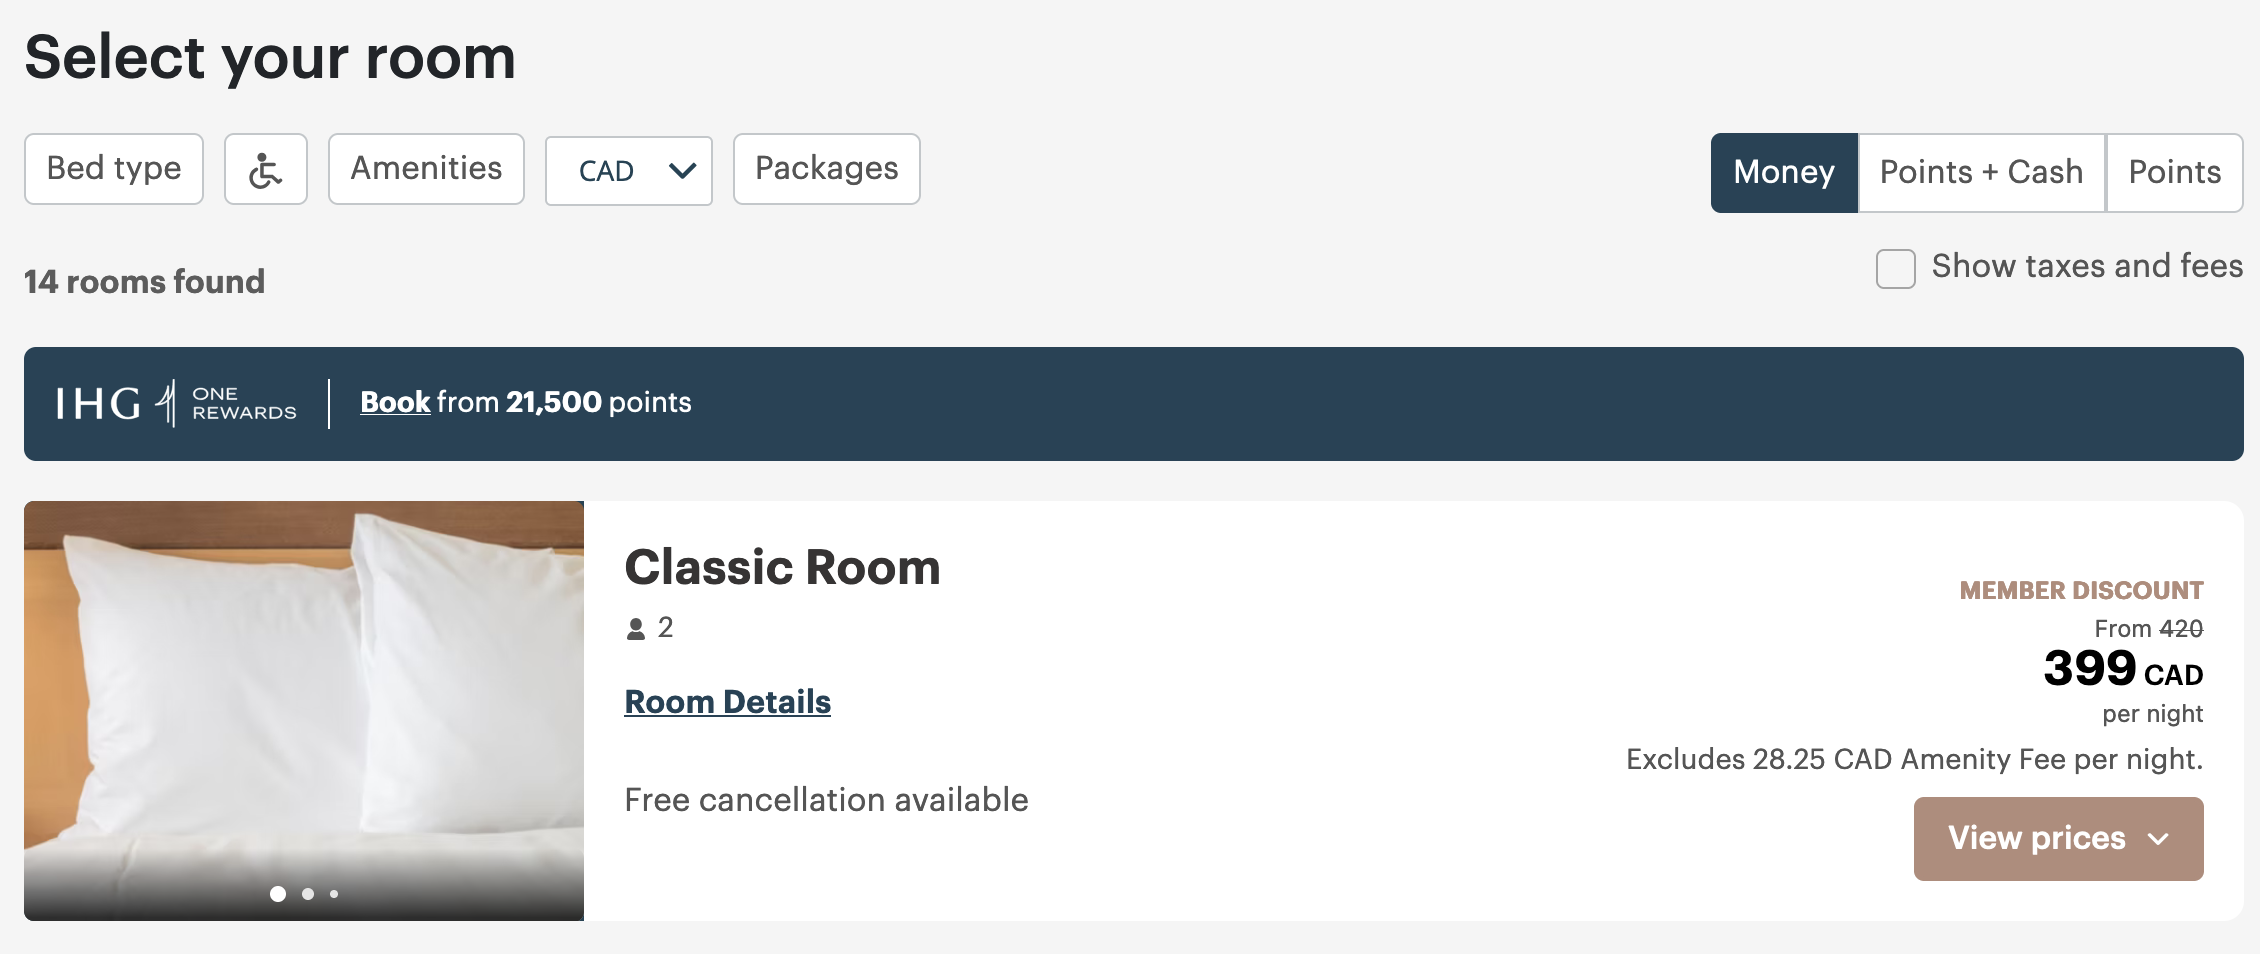 Select your room
Bed type
Amenities
CAD
Packages
Money
Points + Cash
Points
14 rooms found
Show taxes and fees
IHG ONE REWARDS
Book from 21,500 points
Classic Room
2
Room Details
Free cancellation available
MEMBER DISCOUNT
From 420
399 CAD
per night
Excludes 28.25 CAD Amenity Fee per night.
View prices